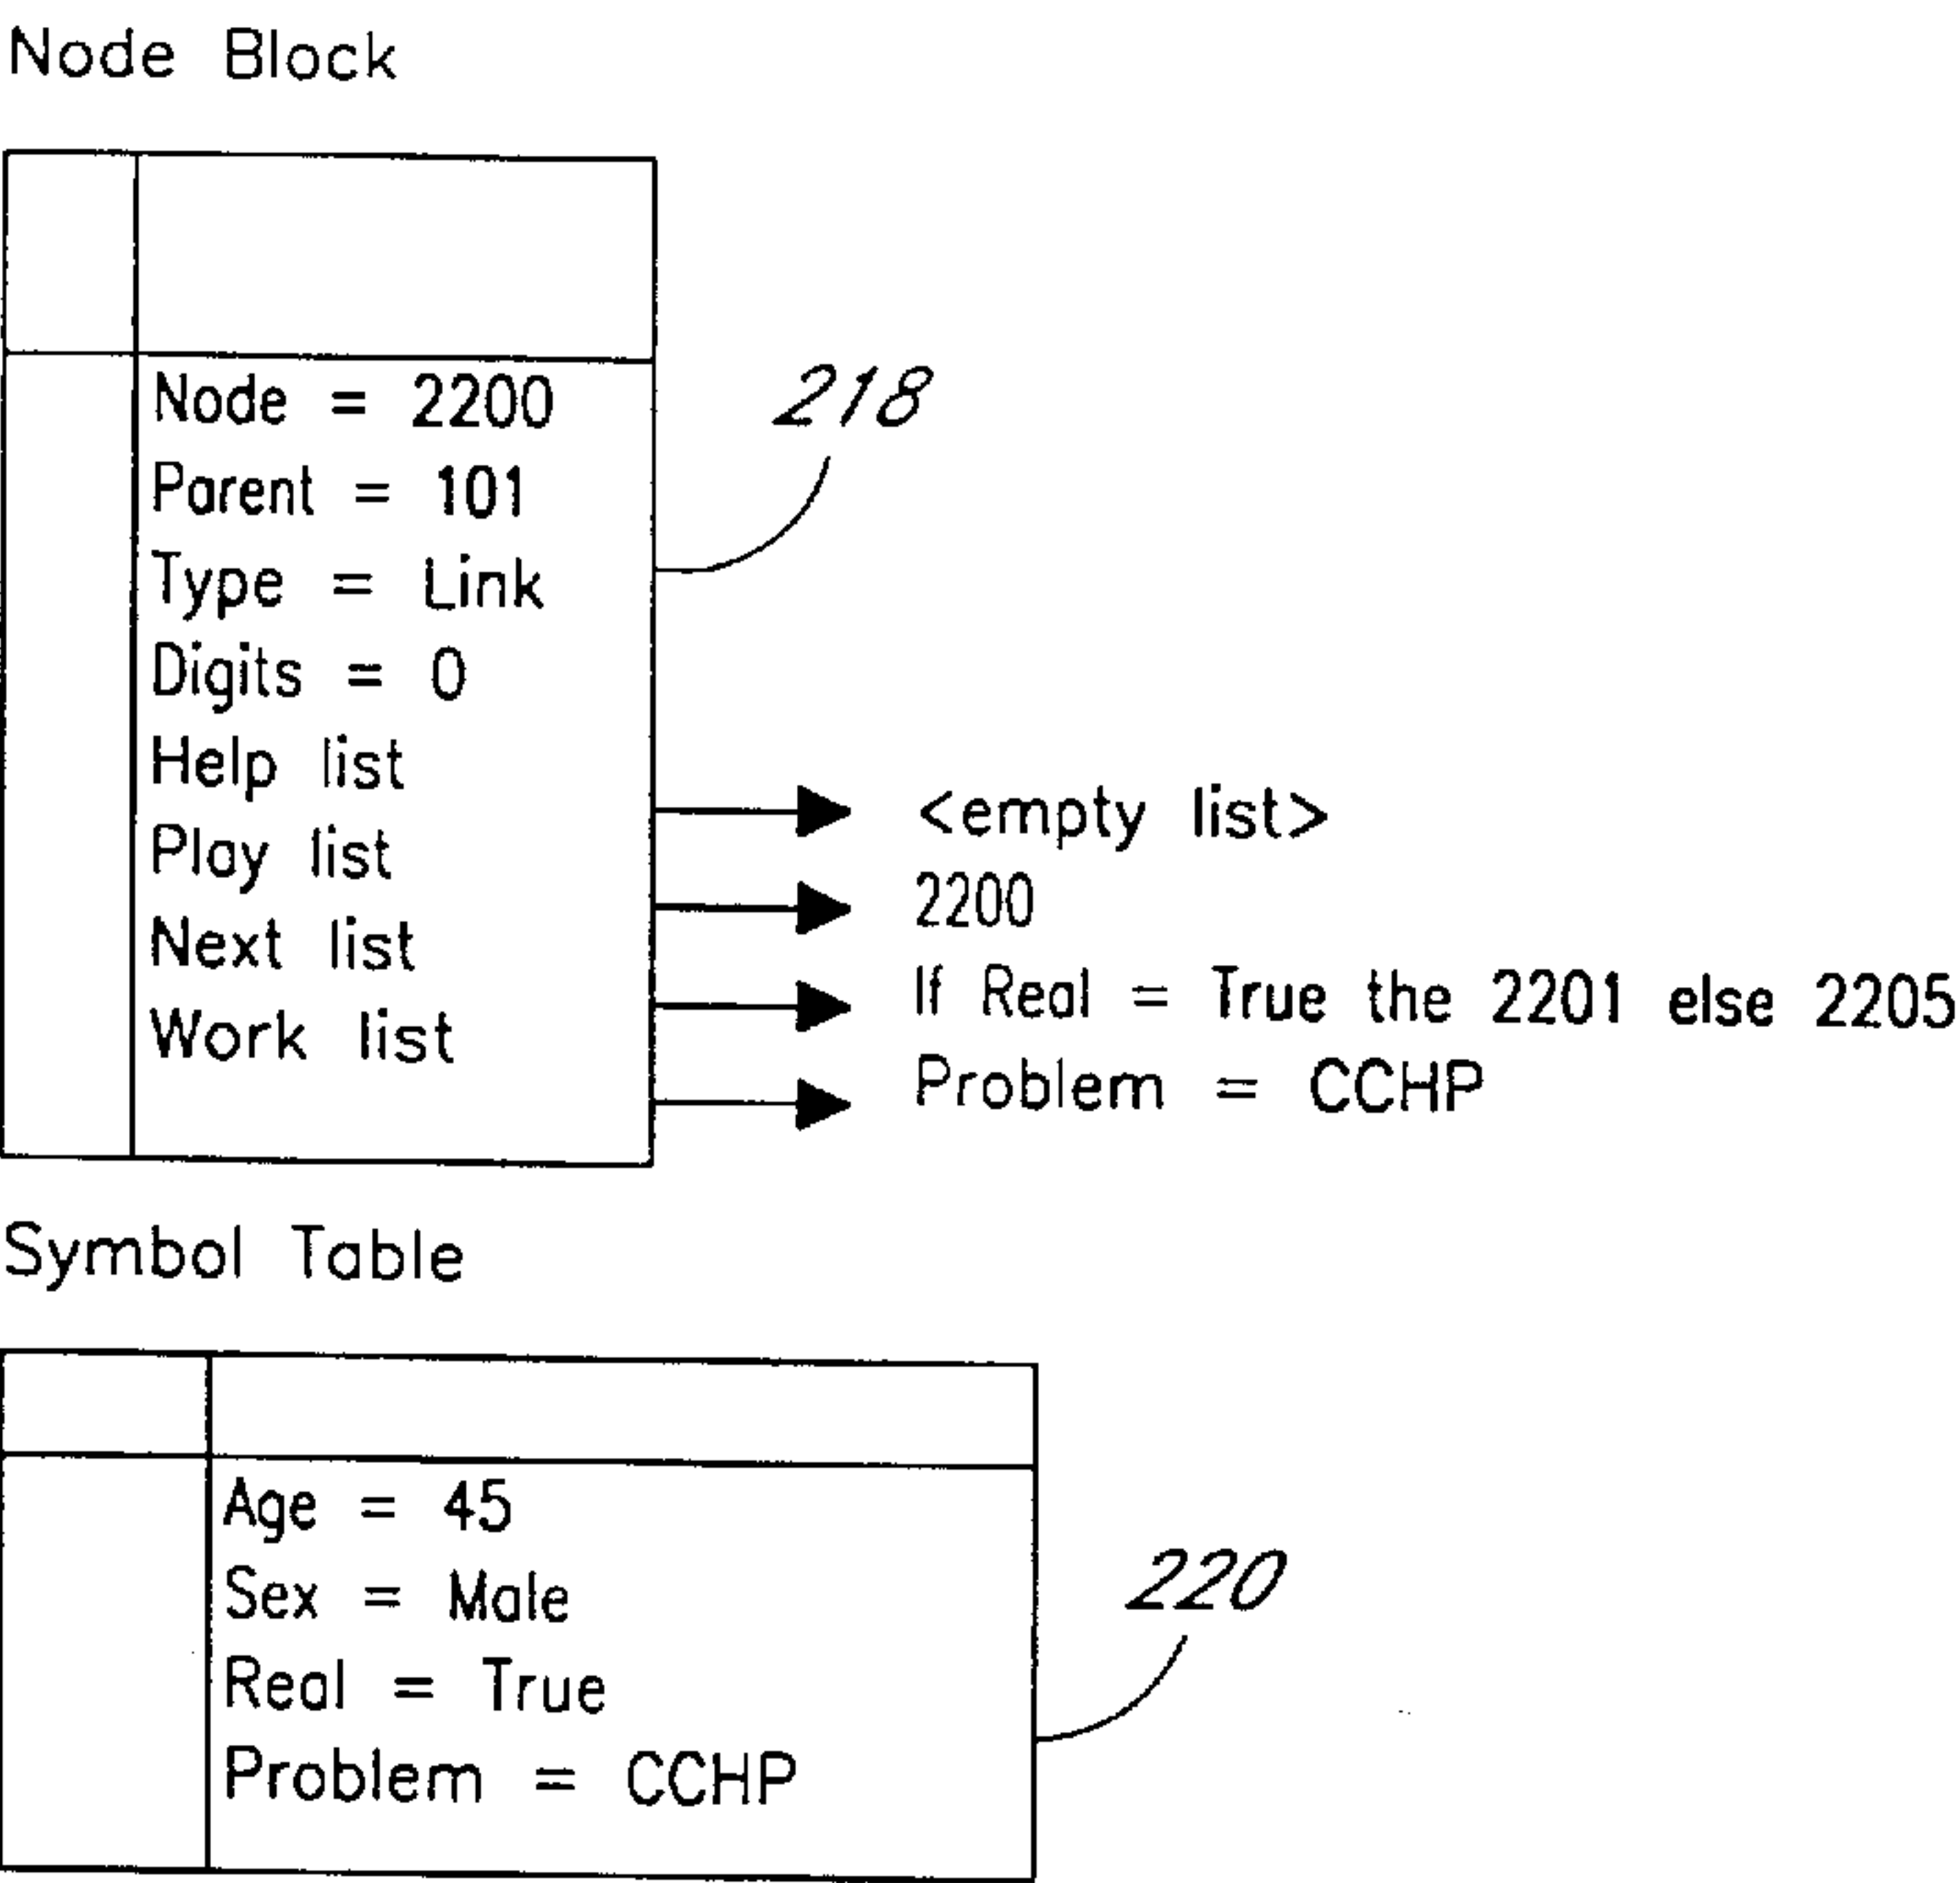 Node Block
Node = 2200
218
Parent = 101
Type = Link
Digits = 0
Help list
<empty list>
Play list
2200
Next list
If Real = True the 2201 else 2205
Work list
Problem = CCHP
Symbol Table
Age = 45
Sex = Male
220
Real = True
Problem = CCHP